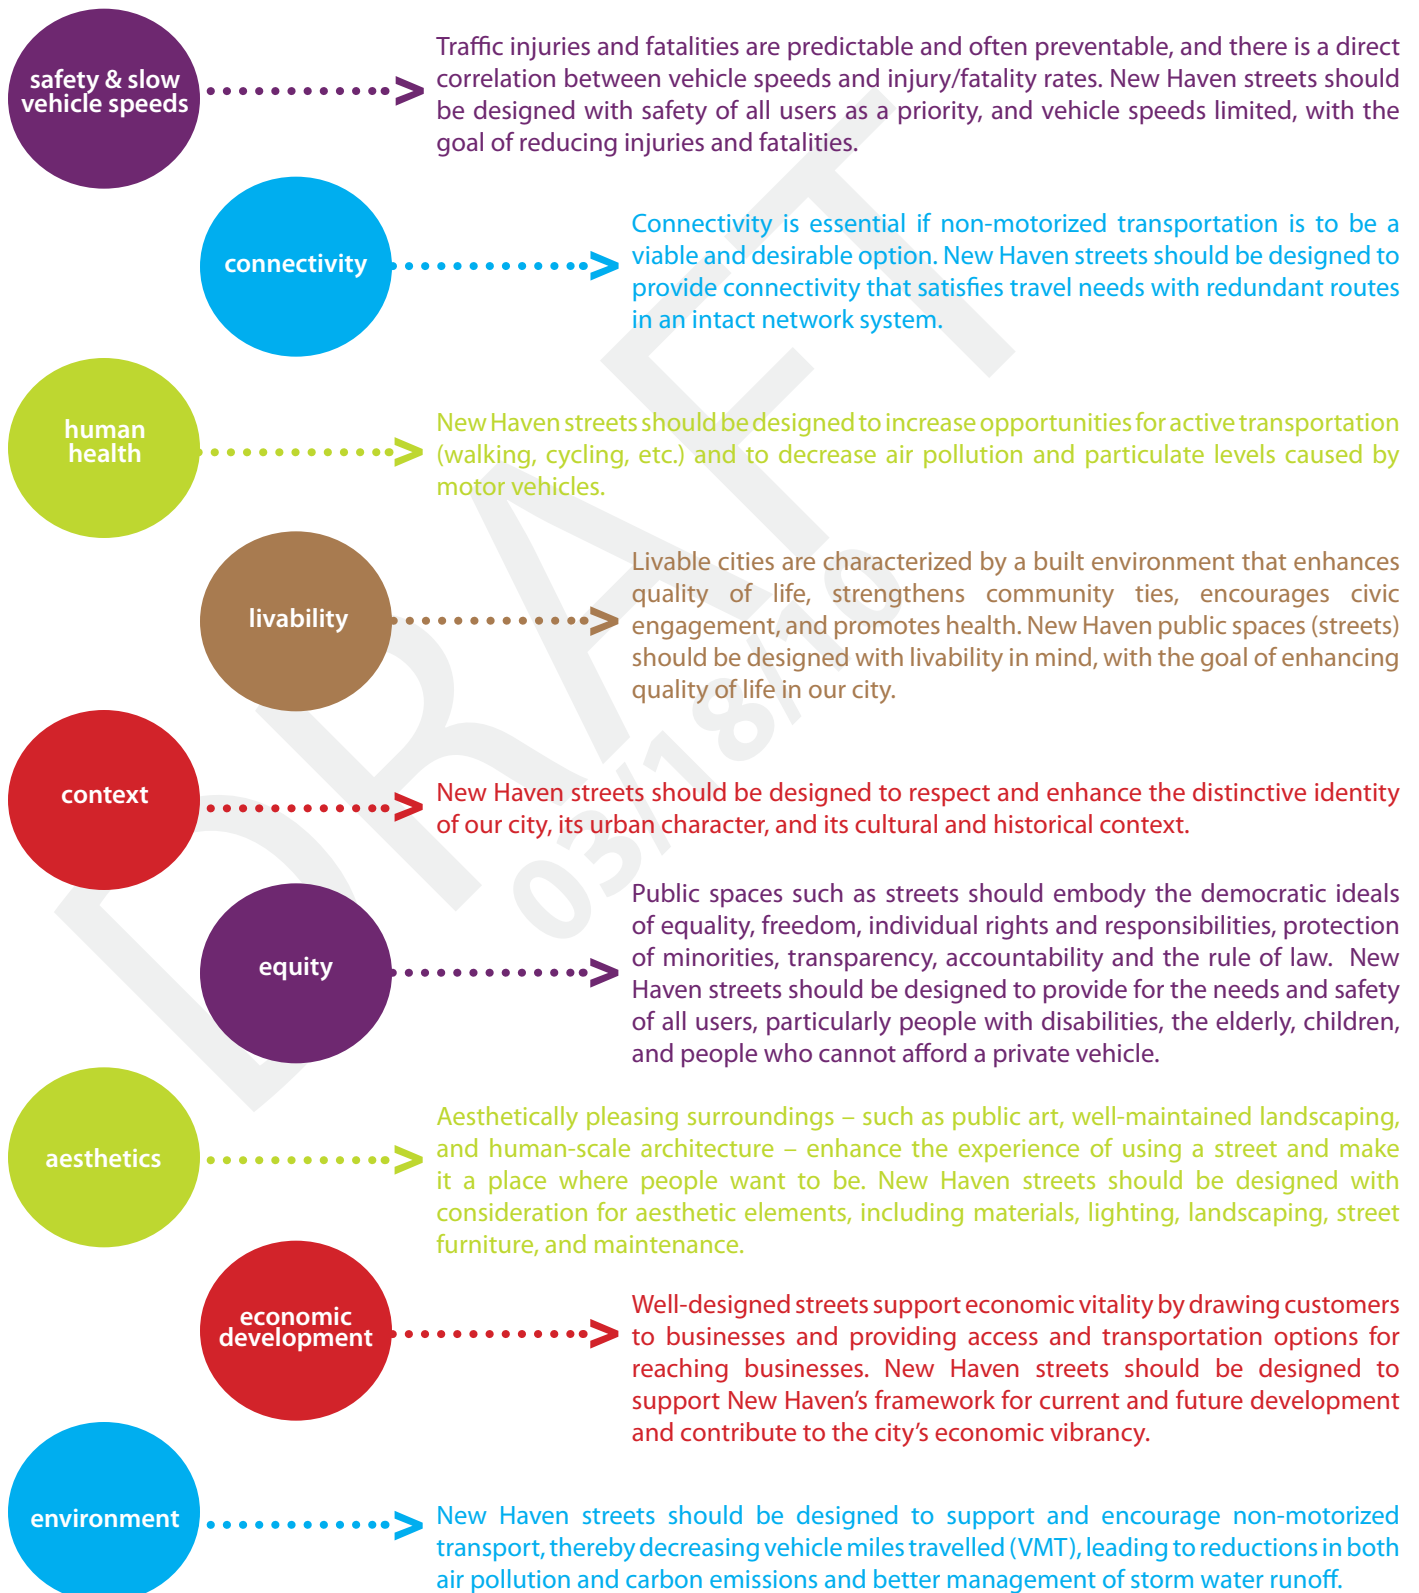 safety & slow
vehicle speeds
Traffic injuries and fatalities are predictable and often preventable, and there is a direct
correlation between vehicle speeds and injury/fatality rates. New Haven streets should
be designed with safety of all users as a priority, and vehicle speeds limited, with the
goal of reducing injuries and fatalities.
connectivity
Connectivity is essential if non-motorized transportation is to be a
viable and desirable option. New Haven streets should be designed to
provide connectivity that satisfies travel needs with redundant routes
in an intact network system.
human
health
New Haven streets should be designed to increase opportunities for active transportation
(walking, cycling, etc.) and to decrease air pollution and particulate levels caused by
motor vehicles.
livability
Livable cities are characterized by a built environment that enhances
quality of life, strengthens community ties, encourages civic
engagement, and promotes health. New Haven public spaces (streets)
should be designed with livability in mind, with the goal of enhancing
quality of life in our city.
context
New Haven streets should be designed to respect and enhance the distinctive identity
of our city, its urban character, and its cultural and historical context.
equity
Public spaces such as streets should embody the democratic ideals
of equality, freedom, individual rights and responsibilities, protection
of minorities, transparency, accountability and the rule of law.  New
Haven streets should be designed to provide for the needs and safety
of all users, particularly people with disabilities, the elderly, children,
and people who cannot afford a private vehicle.
aesthetics
Aesthetically pleasing surroundings – such as public art, well-maintained landscaping,
and human-scale architecture – enhance the experience of using a street and make
it a place where people want to be. New Haven streets should be designed with
consideration for aesthetic elements, including materials, lighting, landscaping, street
furniture, and maintenance.
economic
development
Well-designed streets support economic vitality by drawing customers
to businesses and providing access and transportation options for
reaching businesses. New Haven streets should be designed to
support New Haven's framework for current and future development
and contribute to the city's economic vibrancy.
environment
New Haven streets should be designed to support and encourage non-motorized
transport, thereby decreasing vehicle miles travelled (VMT), leading to reductions in both
air pollution and carbon emissions and better management of storm water runoff.
DRAFT
03/18/10